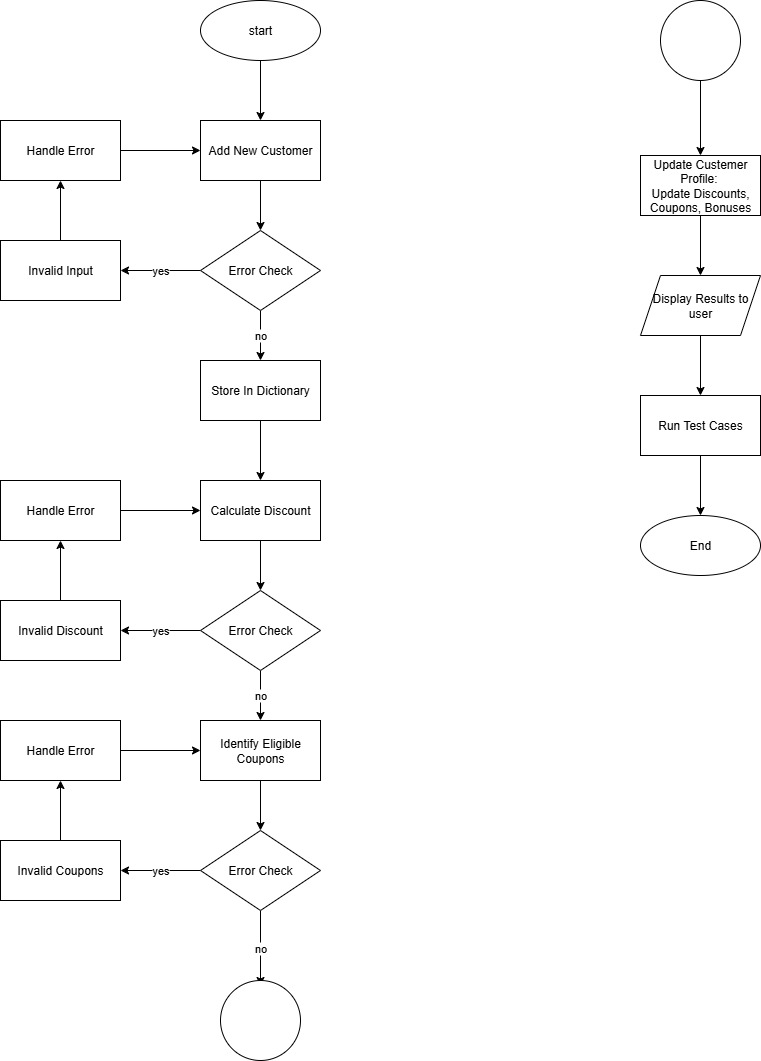 start
Handle Error
Add New Customer
Invalid Input
yes
Error Check
no
Store In Dictionary
Handle Error
Calculate Discount
Invalid Discount
yes
Error Check
no
Handle Error
Identify Eligible
Coupons
Invalid Coupons
yes
Error Check
no
Update Custemer
Profile:
Update Discounts,
Coupons, Bonuses
Display Results to
user
Run Test Cases
End